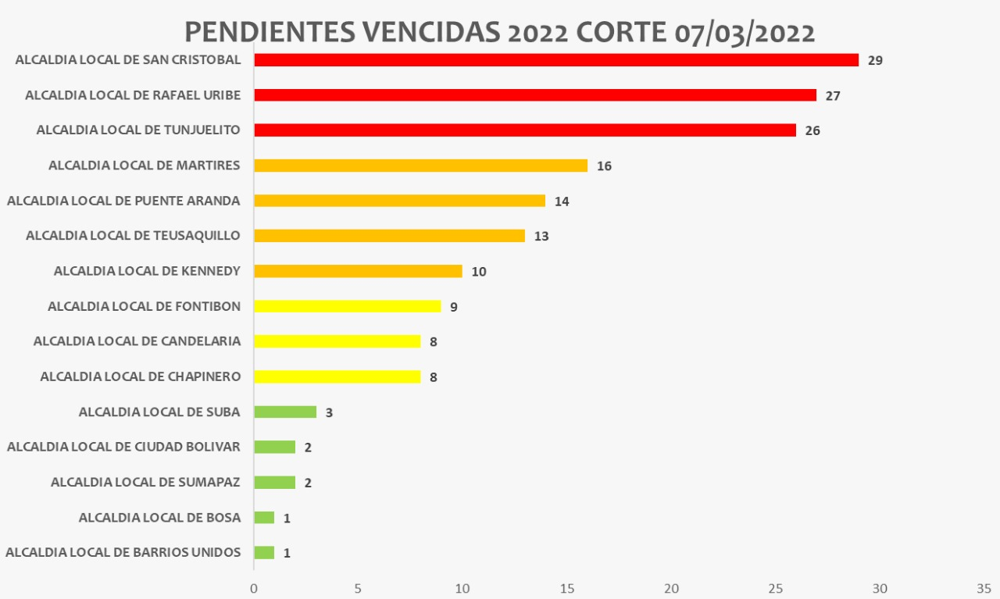 PENDIENTES VENCIDAS 2022 CORTE 07/03/2022
ALCALDIA LOCAL DE SAN CRISTOBAL 29
ALCALDIA LOCAL DE RAFAEL URIBE 27
ALCALDIA LOCAL DE TUNJUELITO 26
ALCALDIA LOCAL DE MARTIRES 16
ALCALDIA LOCAL DE PUENTE ARANDA 14
ALCALDIA LOCAL DE TEUSAQUILLO 13
ALCALDIA LOCAL DE KENNEDY 10
ALCALDIA LOCAL DE FONTIBON 9
ALCALDIA LOCAL DE CANDELARIA 8
ALCALDIA LOCAL DE CHAPINERO 8
ALCALDIA LOCAL DE SUBA 3
ALCALDIA LOCAL DE CIUDAD BOLIVAR 2
ALCALDIA LOCAL DE SUMAPAZ 2
ALCALDIA LOCAL DE BOSA 1
ALCALDIA LOCAL DE BARRIOS UNIDOS 1
0 5 10 15 20 25 30 35